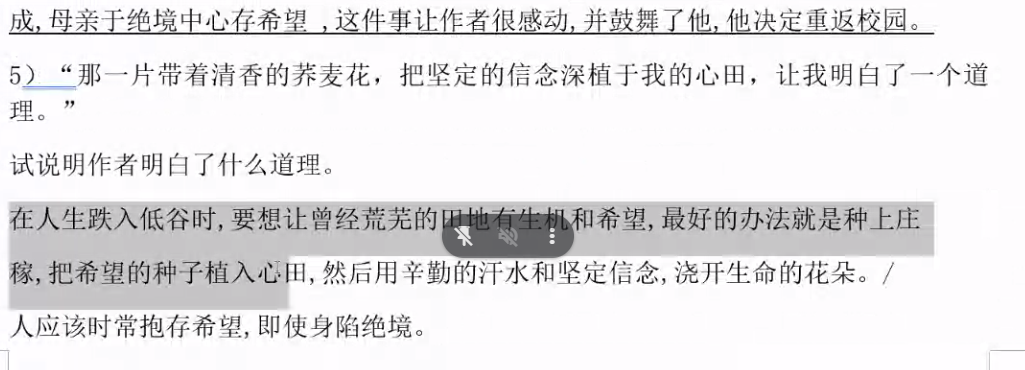 成,母亲于绝境中心存希望 ,这件事让作者很感动,并鼓舞了他,他决定重返校园。
5）“那一片带着清香的荞麦花，把坚定的信念深植于我的心田，让我明白了一个道
理。”
试说明作者明白了什么道理。
在人生跌入低谷时,要想让曾经荒芜的田地有生机和希望,最好的办法就是种上庄
稼,把希望的种子植入心田,然后用辛勤的汗水和坚定信念,浇开生命的花朵。/
人应该时常抱存希望,即使身陷绝境。